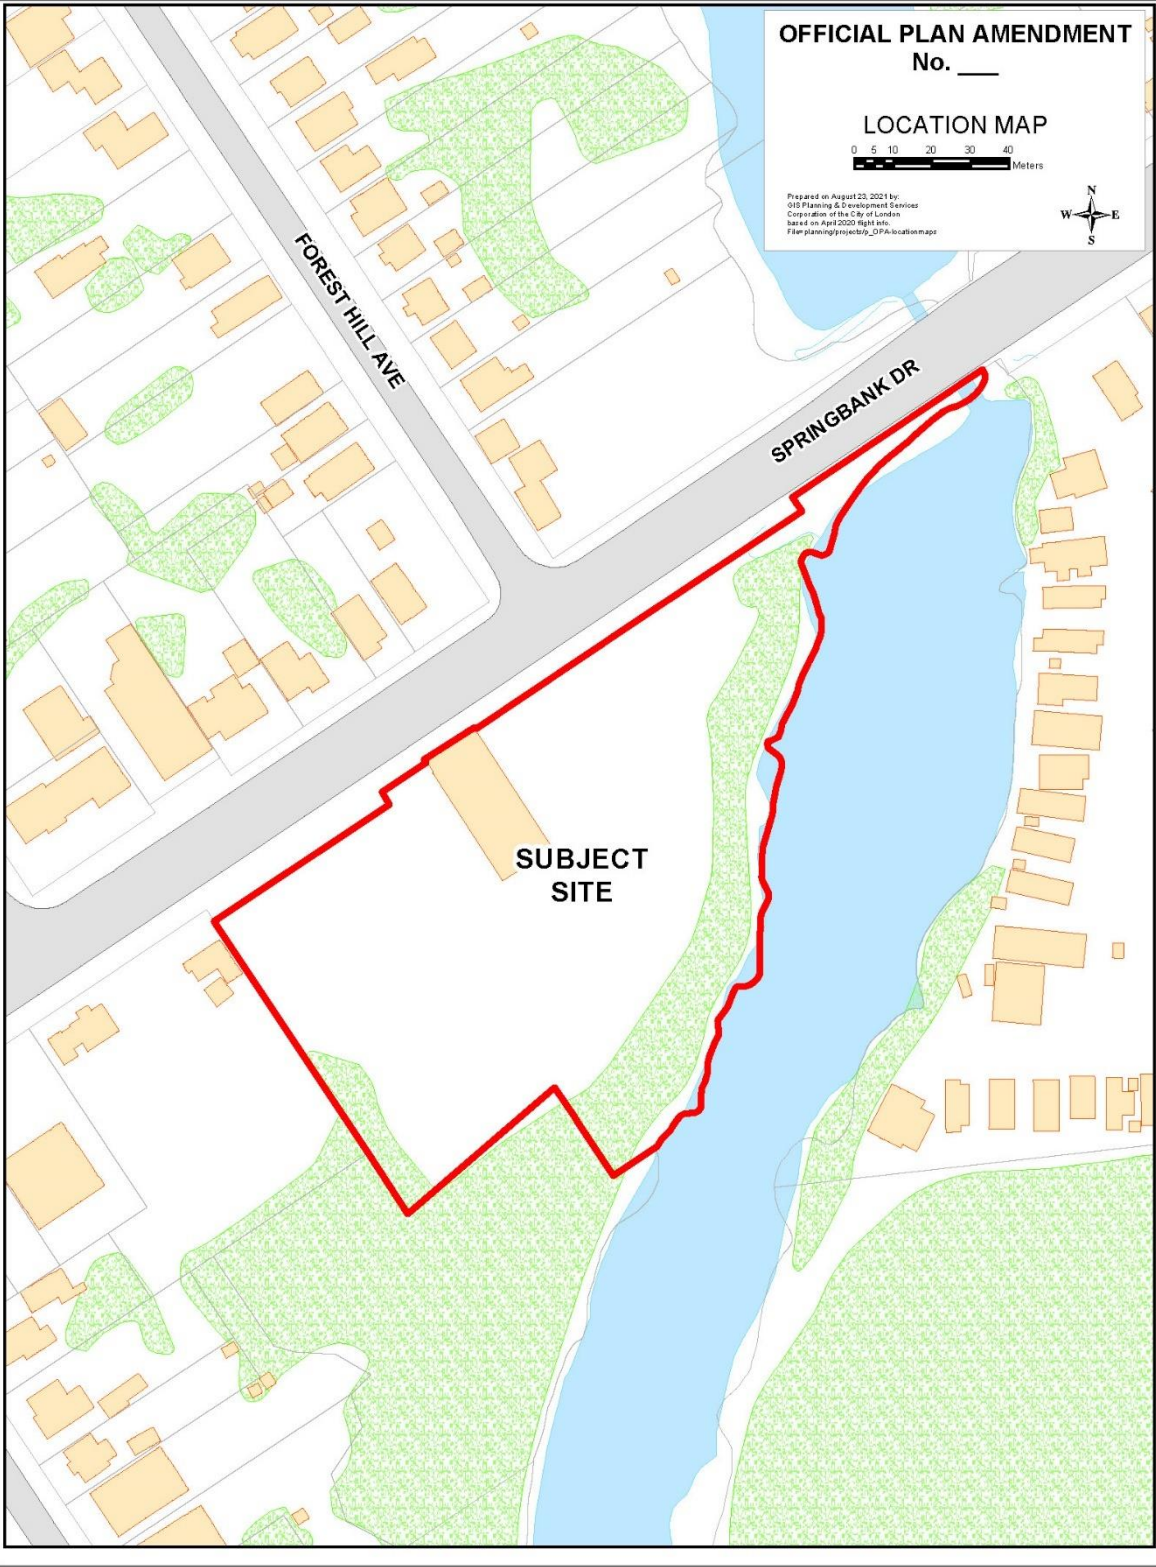 OFFICIAL PLAN AMENDMENT
No. ___
LOCATION MAP
0 5 10 20 30 40
Meters
Prepared on August 23, 2021 by:
GIS Planning & Development Services
Corporation of the City of London
based on April 2020 flight info.
File=planning/projects/p_OPA-locationmaps
N
W E
S
FOREST HILL AVE
SPRINGBANK DR
SUBJECT
SITE